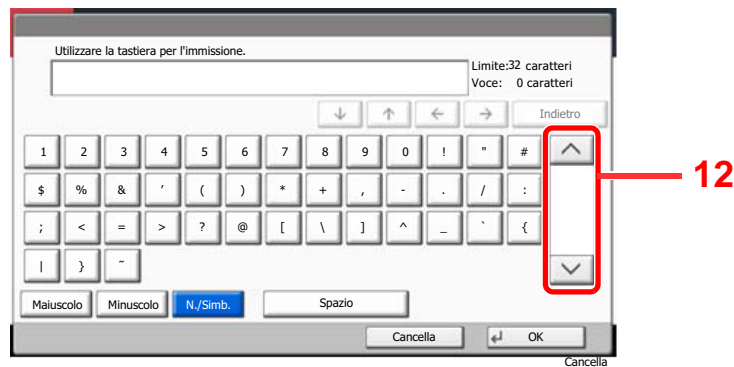 Utilizzare la tastiera per l'immissione.
Limite:32 caratteri
Voce: 0 caratteri
↓ ↑ ← → Indietro
1 2 3 4 5 6 7 8 9 0 ! " #
$ % & ' ( ) * + , - . / :
; < = > ? @ [ \ ] ^ _ ` {
| } ~
12
Maiuscolo Minuscolo N./Simb. Spazio
Cancella ↵ OK
Cancella